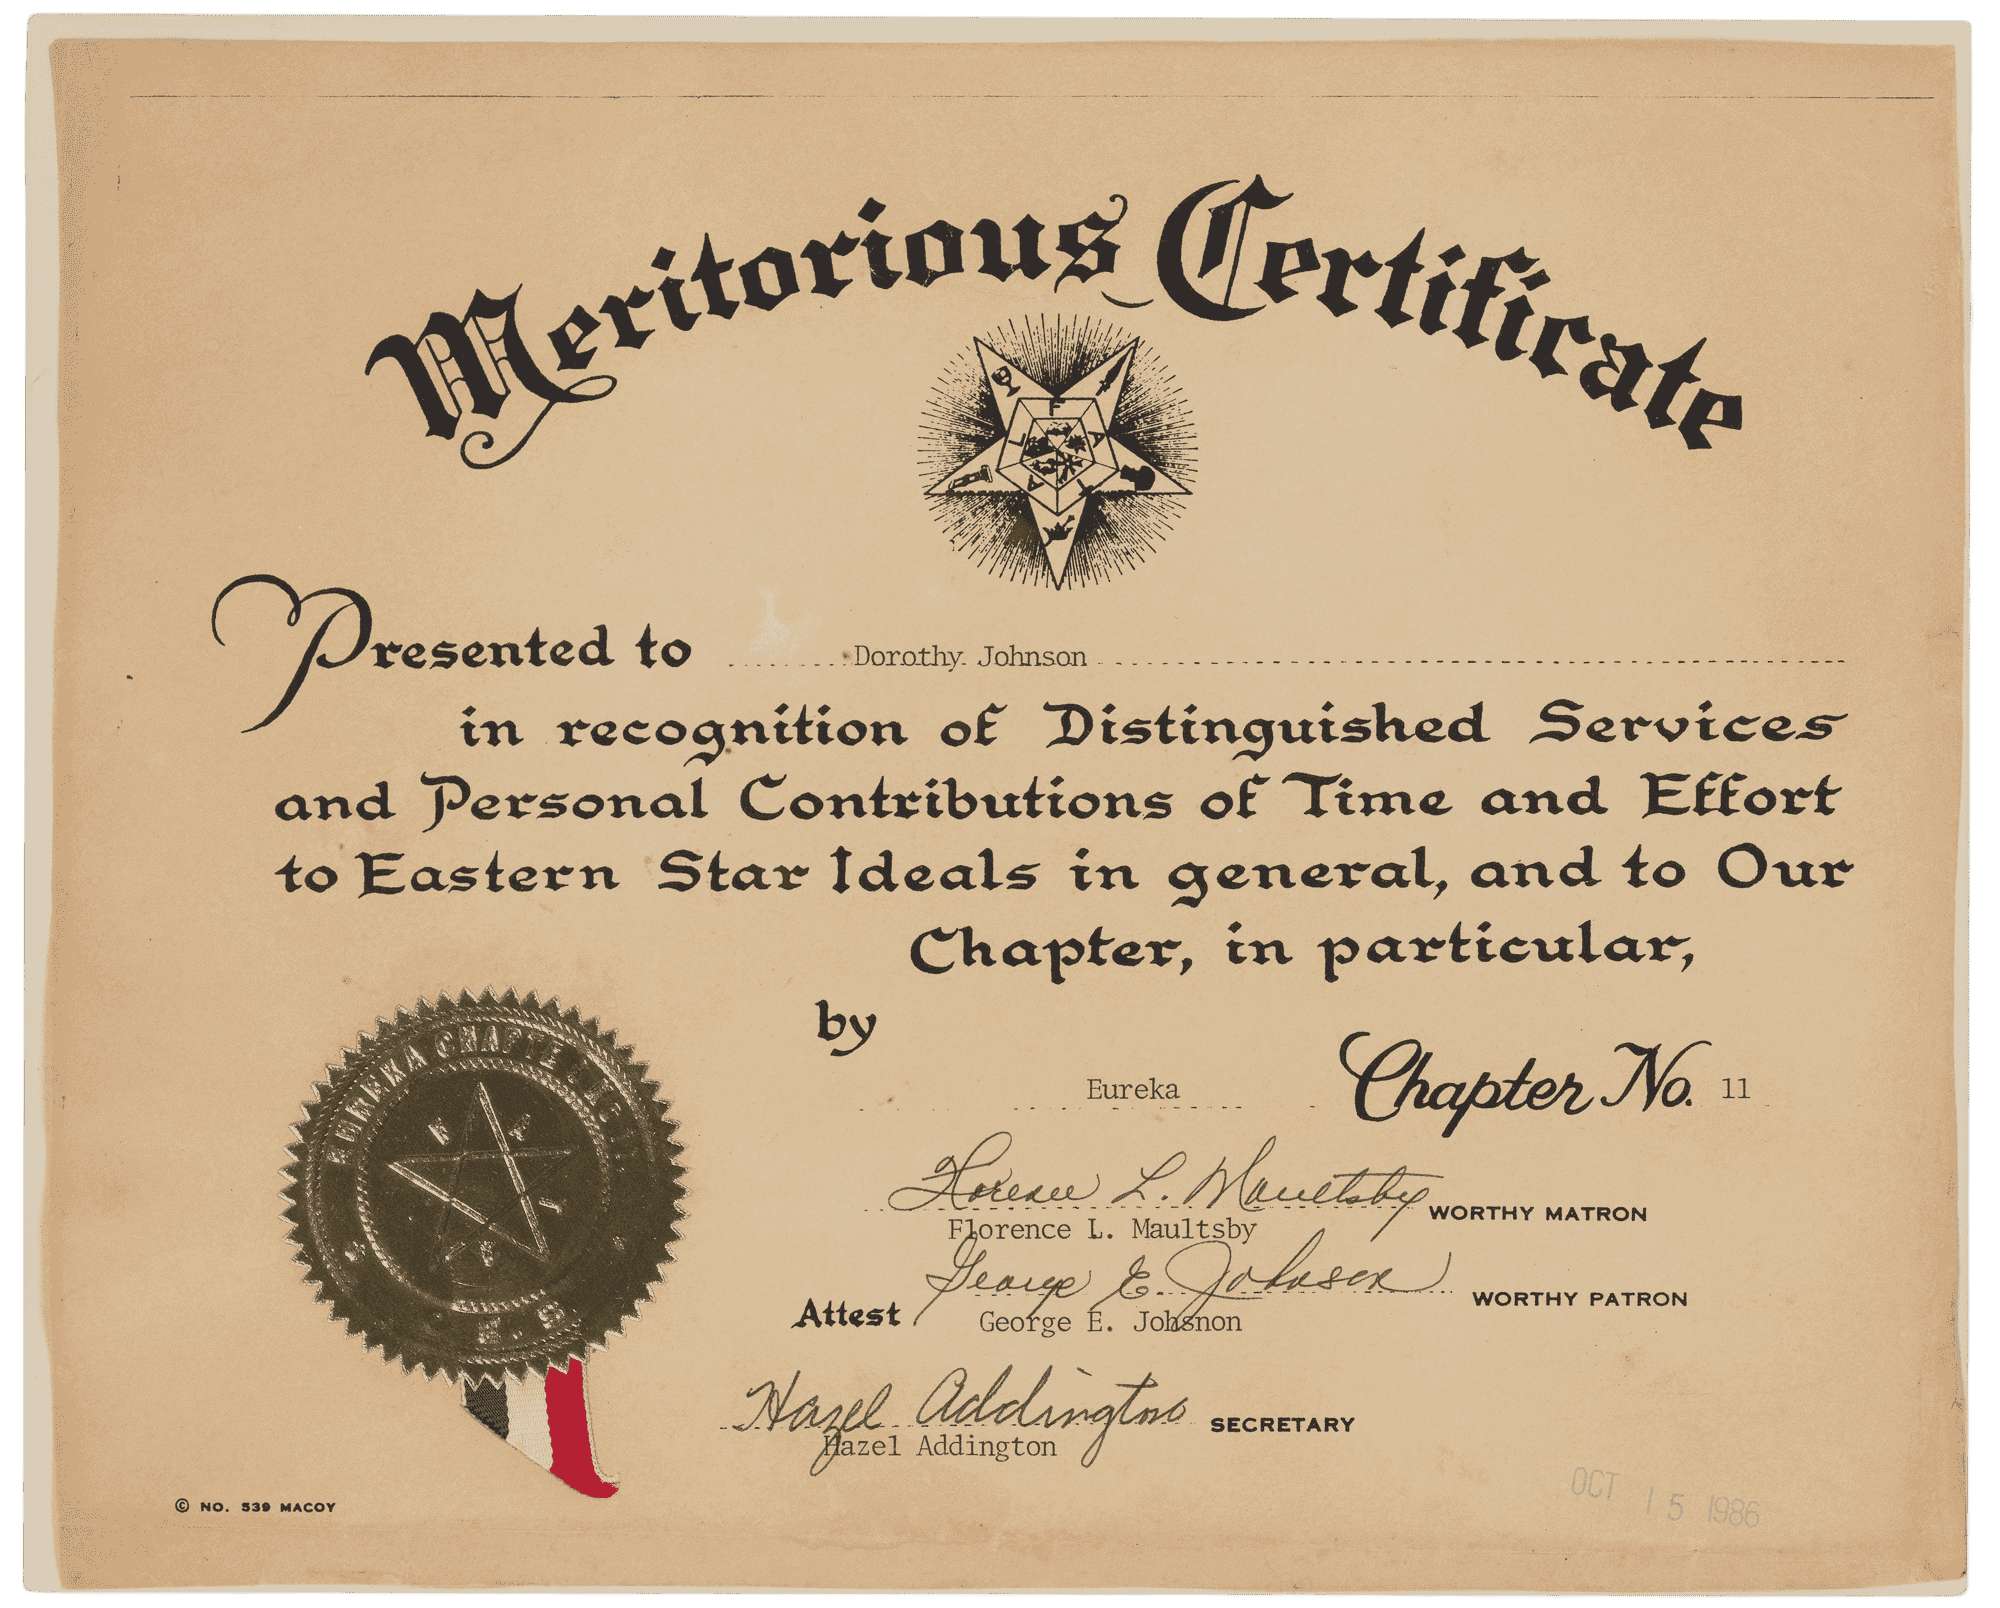 Meritorious Certificate
F
A
T
A
L
Presented to Dorothy Johnson
in recognition of Distinguished Services
and Personal Contributions of Time and Effort
to Eastern Star Ideals in general, and to Our
Chapter, in particular,
by
Eureka Chapter No. 11
Florence L. Maultsby WORTHY MATRON
Florence L. Maultsby
Attest George E. Johnson WORTHY PATRON
George E. Johsnon
Hazel Addington SECRETARY
Hazel Addington
EUREKA CHAPTER
F A
© NO. 539 MACOY
OCT 15 1986